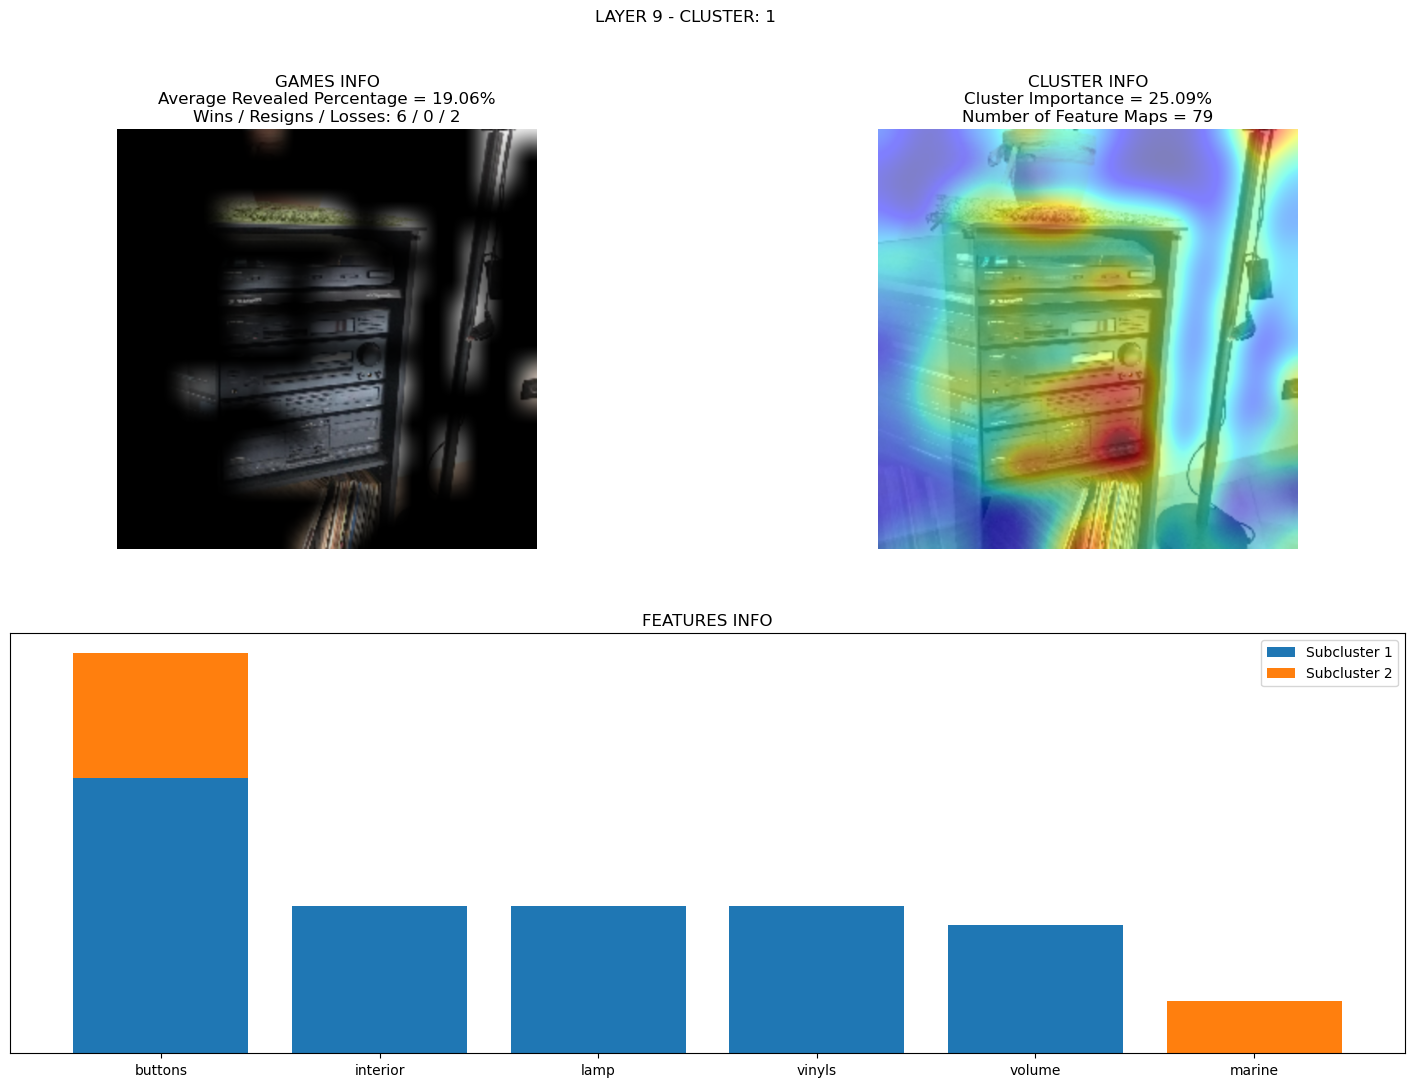 LAYER 9 - CLUSTER: 1
GAMES INFO
Average Revealed Percentage = 19.06%
Wins / Resigns / Losses: 6 / 0 / 2
CLUSTER INFO
Cluster Importance = 25.09%
Number of Feature Maps = 79
FEATURES INFO
Subcluster 1
Subcluster 2
buttons
interior
lamp
vinyls
volume
marine